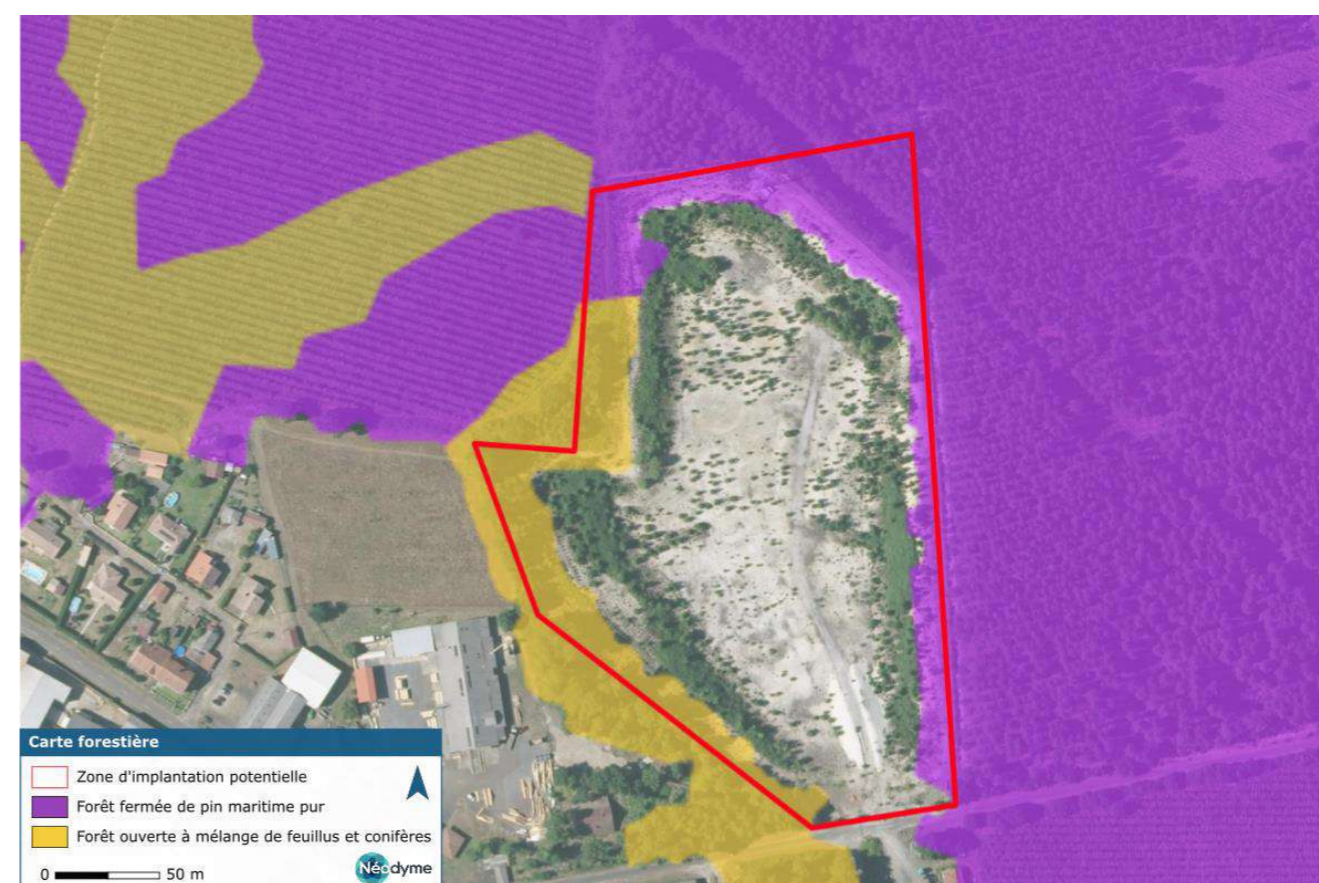 Carte forestière
Zone d'implantation potentielle
Forêt fermée de pin maritime pur
Forêt ouverte à mélange de feuillus et conifères
0 50 m
Néodyme